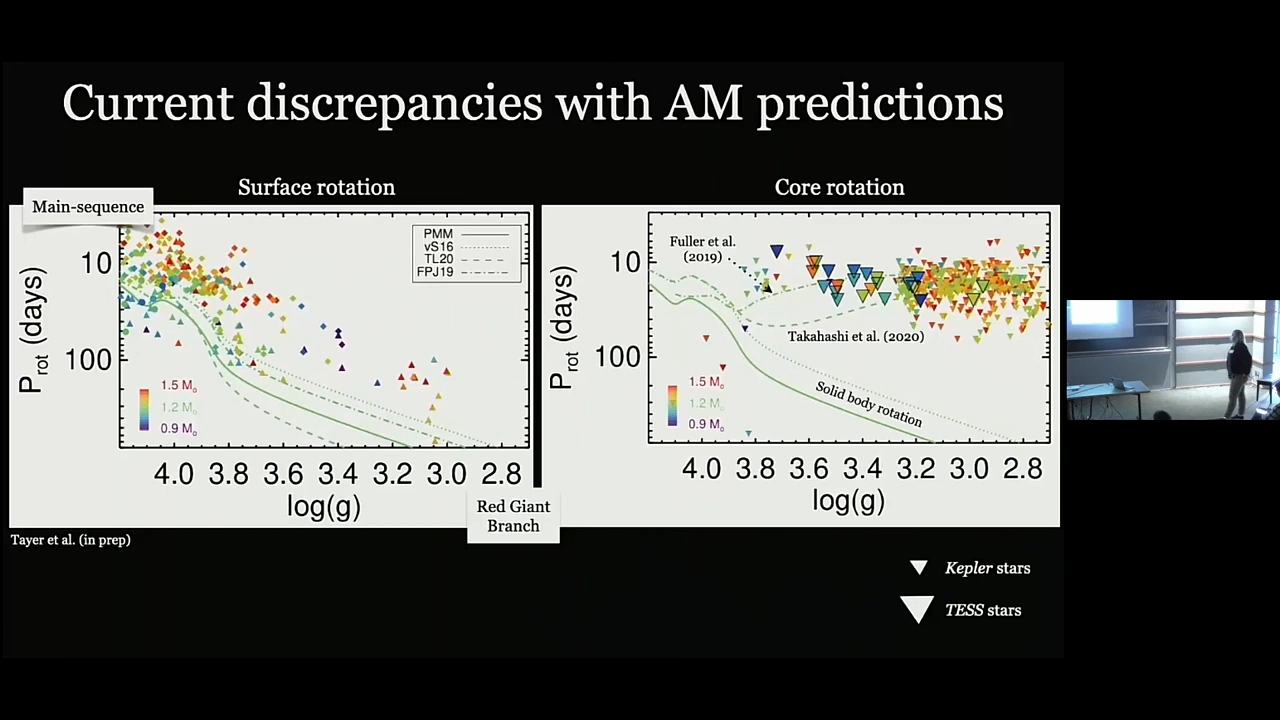 Current discrepancies with AM predictions
Surface rotation
Main-sequence
PMM
vS16
TL20
FPJ19
10
100
P_rot (days)
1.5 M☉
1.2 M☉
0.9 M☉
4.0 3.8 3.6 3.4 3.2 3.0 2.8
log(g)
Red Giant
Branch
Core rotation
Fuller et al.
(2019)
10
100
P_rot (days)
Takahashi et al. (2020)
Solid body rotation
1.5 M☉
1.2 M☉
0.9 M☉
4.0 3.8 3.6 3.4 3.2 3.0 2.8
log(g)
Tayer et al. (in prep)
Kepler stars
TESS stars